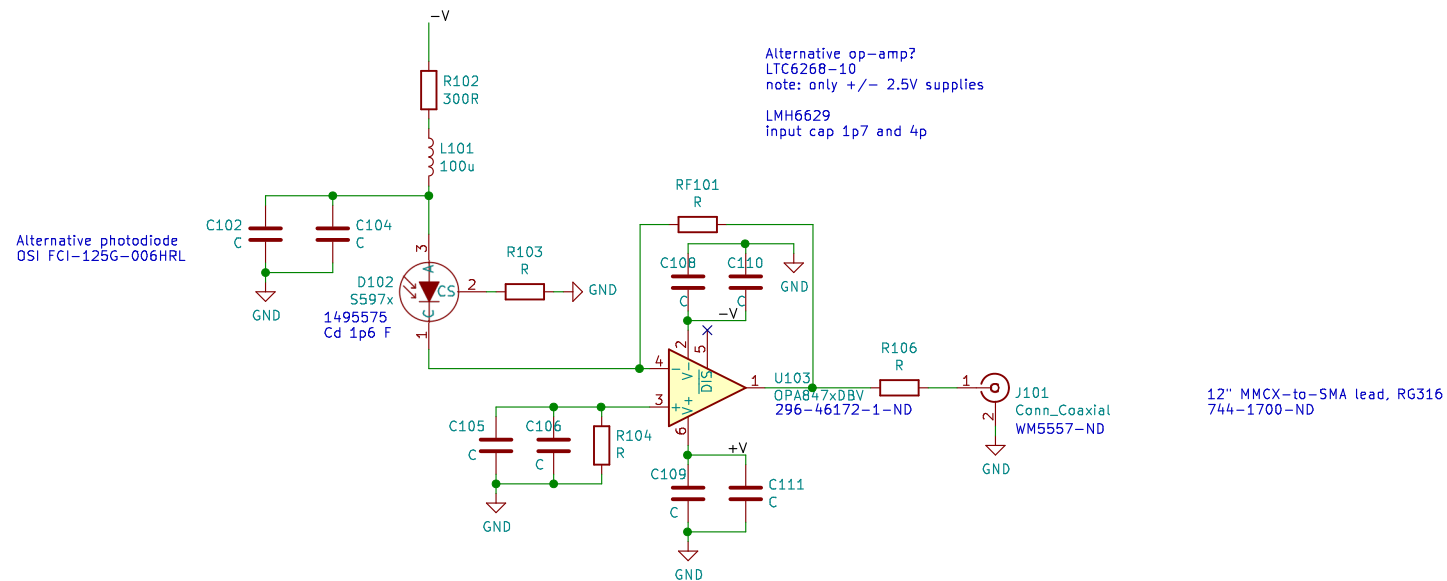 -V
R102
300R
L101
100u
Alternative op-amp?
LTC6268-10
note: only +/- 2.5V supplies
LMH6629
input cap 1p7 and 4p
Alternative photodiode
OSI FCI-125G-006HRL
C102
C
C104
C
GND
3
A
D102
S597x
1495575
Cd 1p6 F
CS
2
C
1
R103
R
GND
RF101
R
C108
C
C110
C
GND
-V
2
5
4
-
V-
DIS
3
+
V+
6
1
U103
OPA847xDBV
296-46172-1-ND
R106
R
1
J101
Conn_Coaxial
WM5557-ND
2
GND
12" MMCX-to-SMA lead, RG316
744-1700-ND
C105
C
C106
C
R104
R
GND
+V
C109
C
C111
C
GND